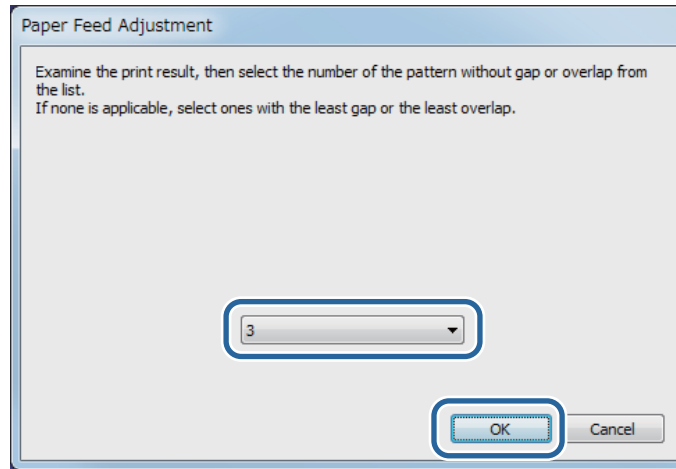 Paper Feed Adjustment
Examine the print result, then select the number of the pattern without gap or overlap from
the list.
If none is applicable, select ones with the least gap or the least overlap.
3
OK
Cancel